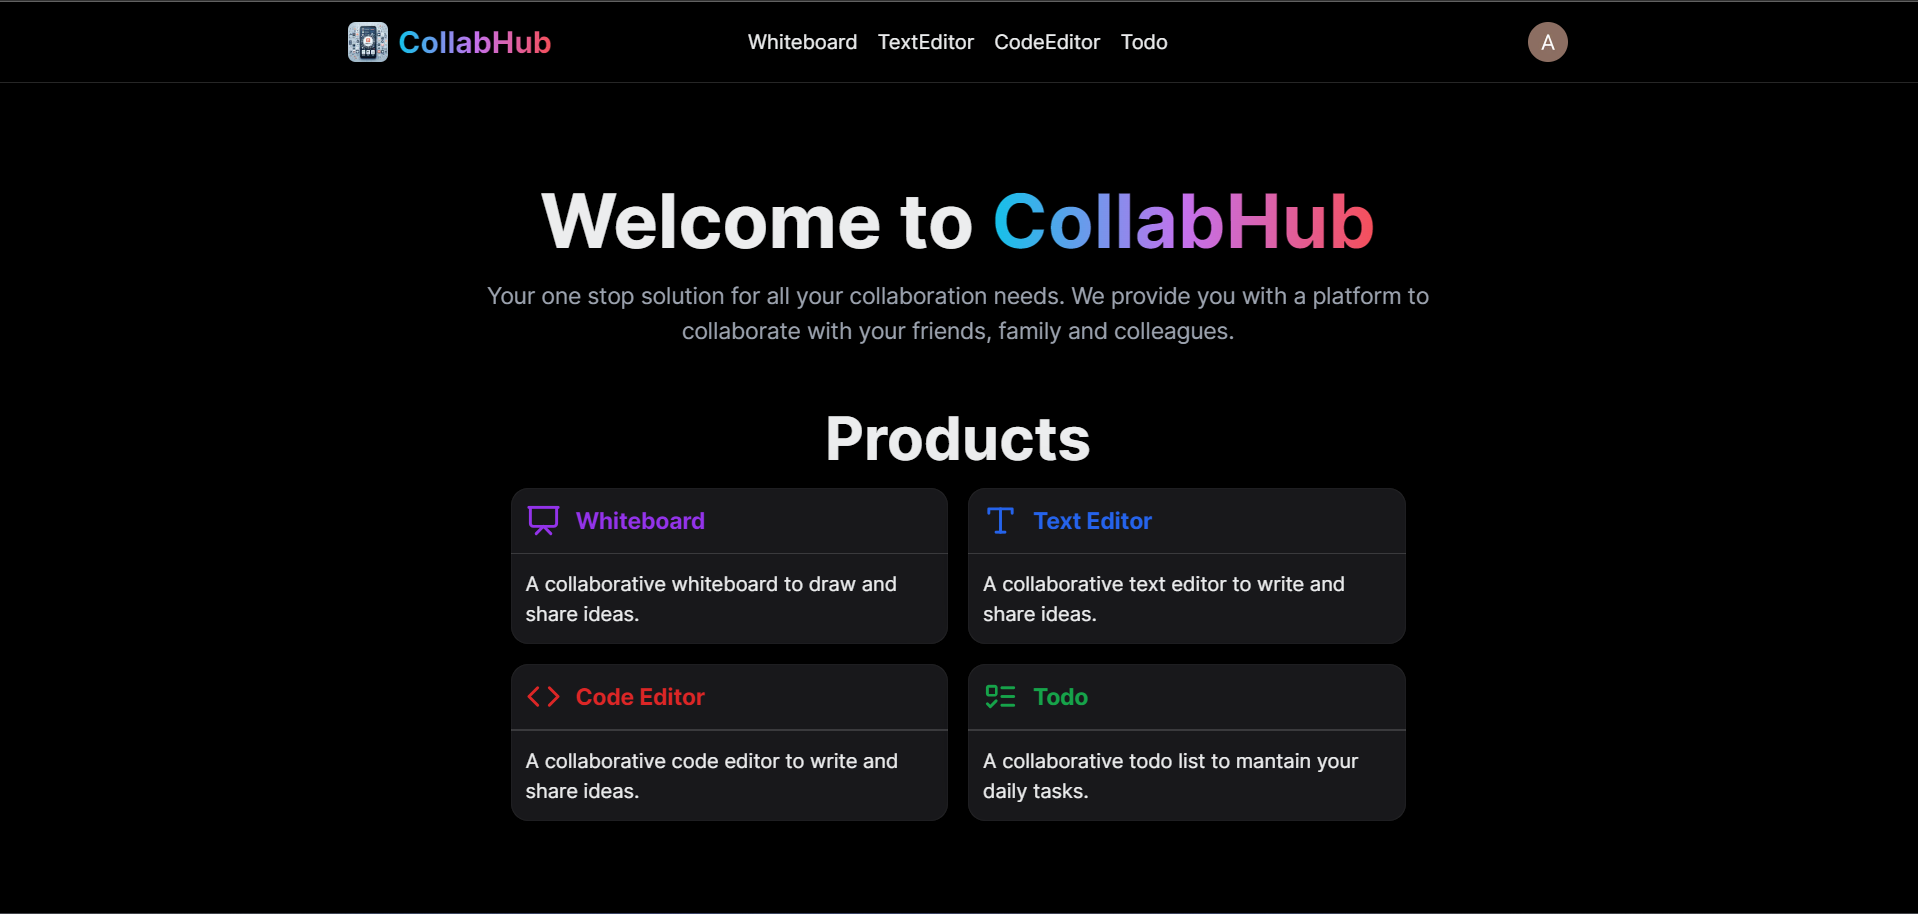 CollabHub
Whiteboard TextEditor CodeEditor Todo
A
Welcome to CollabHub
Your one stop solution for all your collaboration needs. We provide you with a platform to
collaborate with your friends, family and colleagues.
Products
Whiteboard
A collaborative whiteboard to draw and
share ideas.
Text Editor
A collaborative text editor to write and
share ideas.
Code Editor
A collaborative code editor to write and
share ideas.
Todo
A collaborative todo list to mantain your
daily tasks.